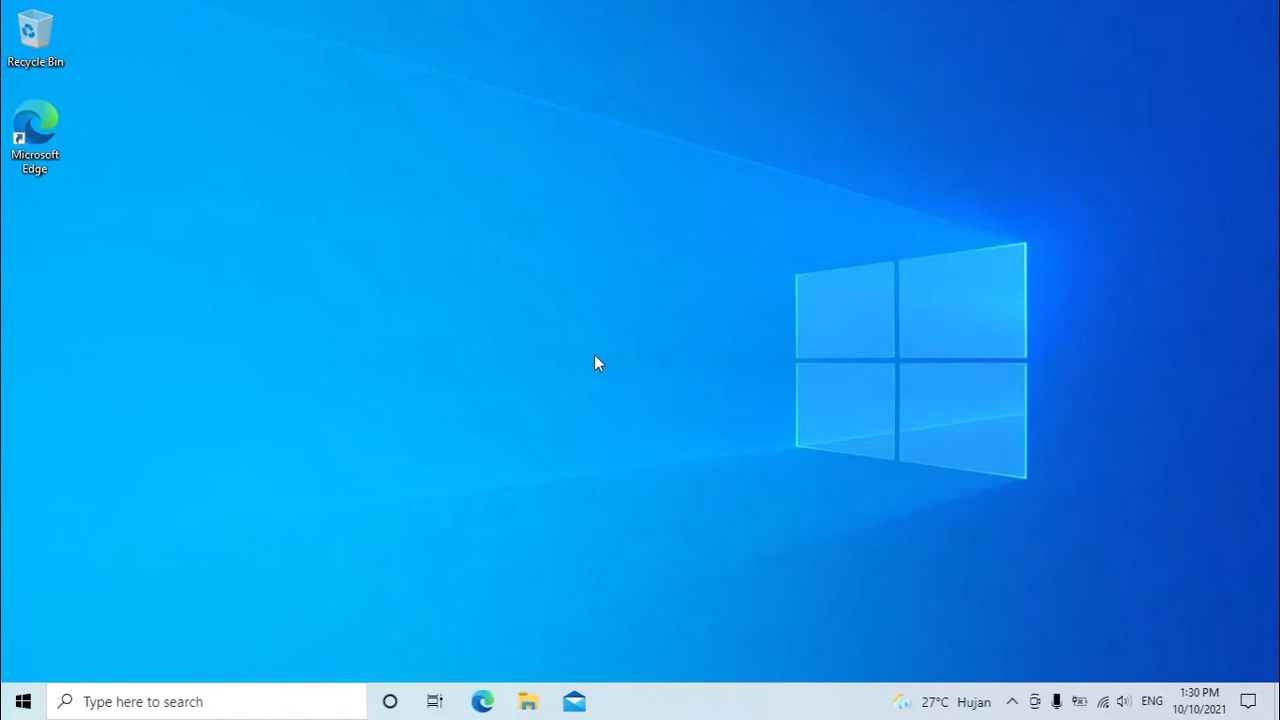 Recycle Bin
Microsoft
Edge
Type here to search
27°C Hujan
ENG
1:30 PM
10/10/2021